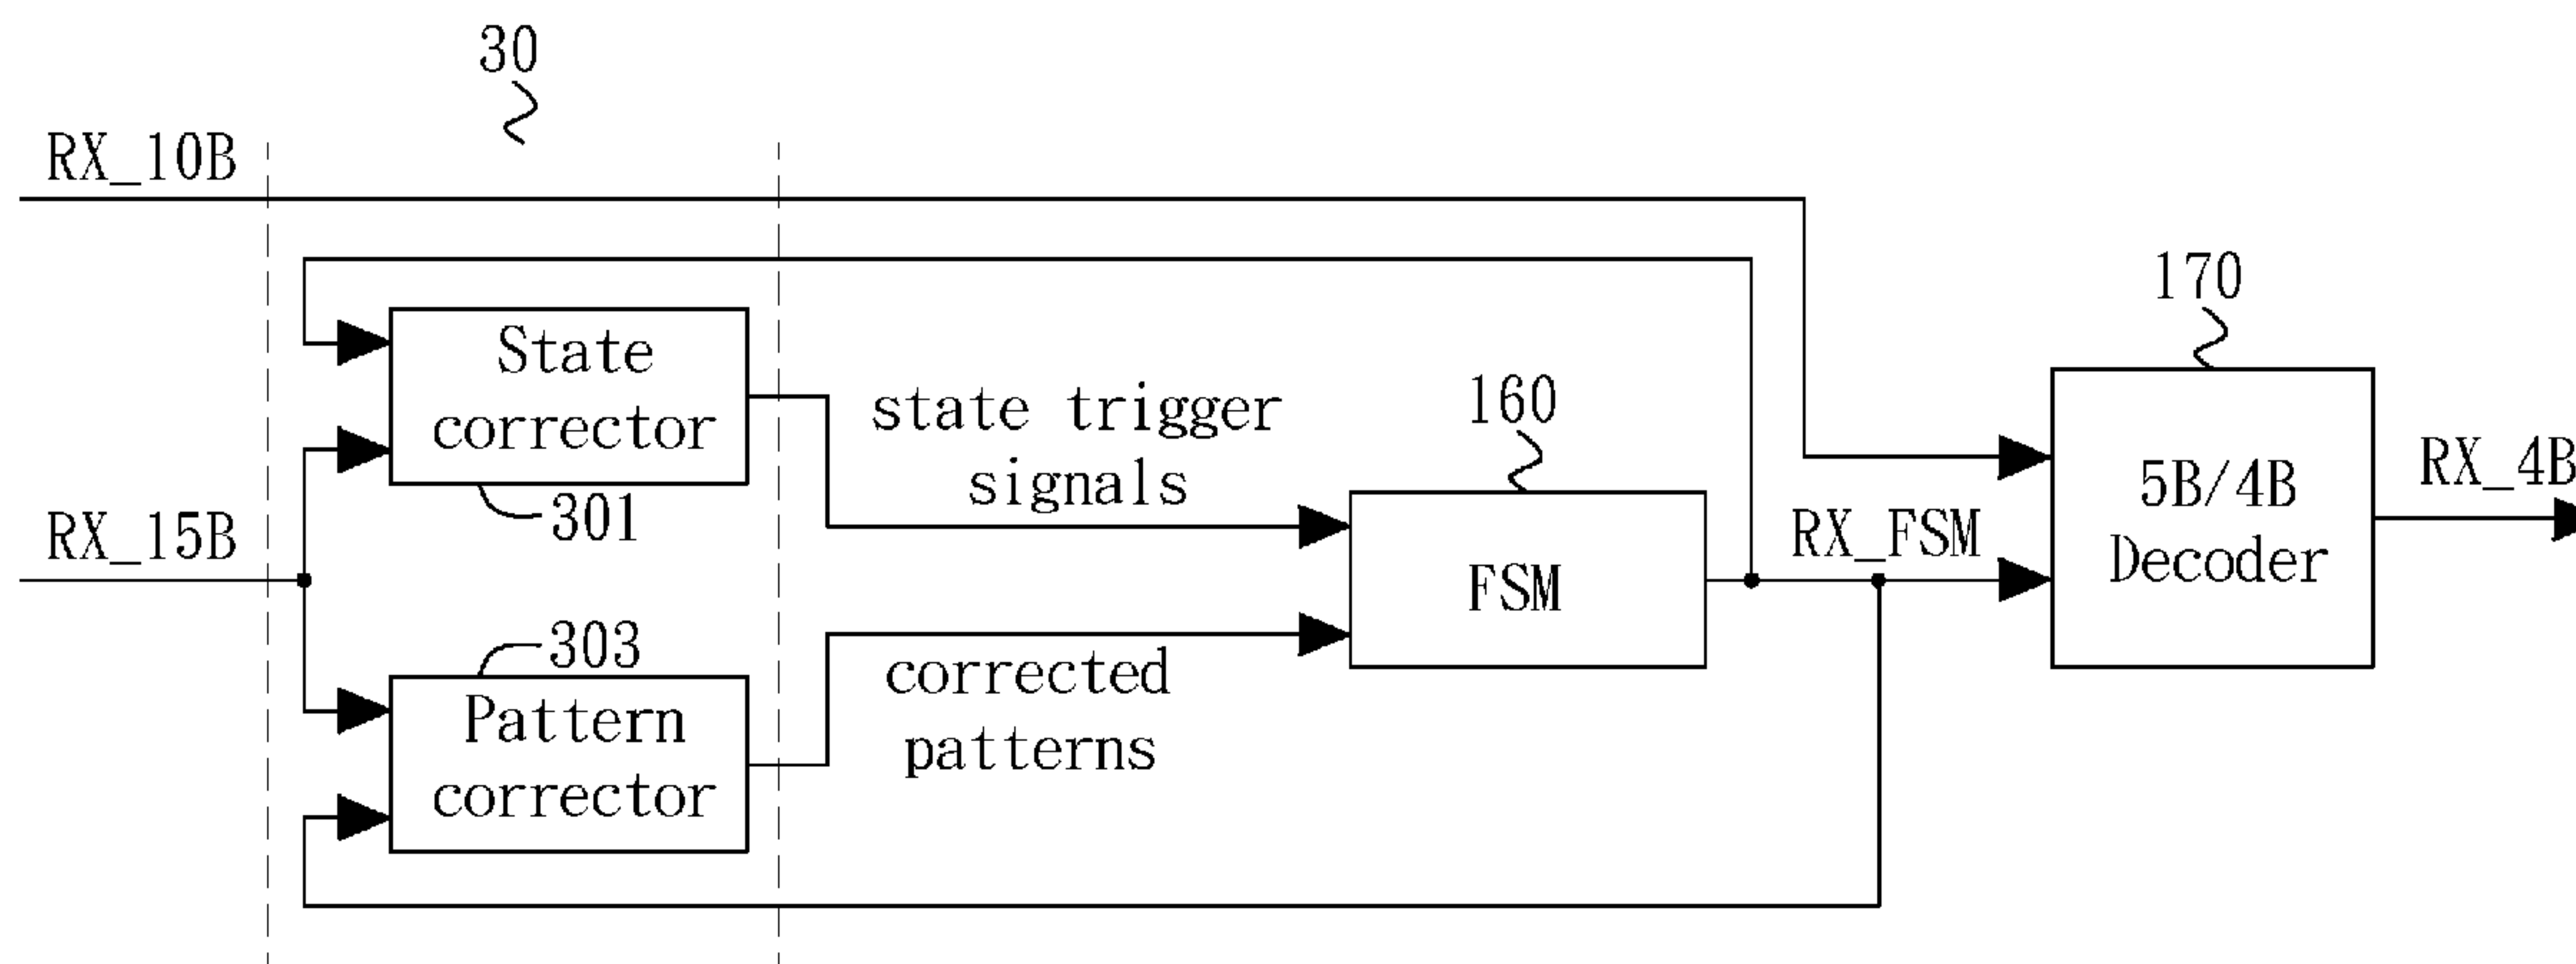 30
RX_10B
170
State
corrector
state trigger
signals
160
RX_4B
5B/4B
Decoder
301
RX_15B
RX_FSM
FSM
303
Pattern
corrector
corrected
patterns